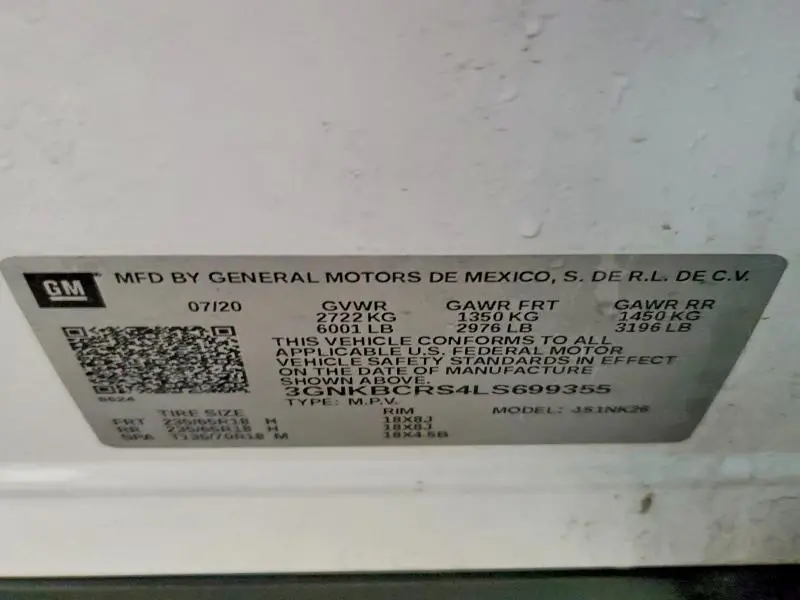 GM MFD BY GENERAL MOTORS DE MEXICO, S. DE R.L. DE C.V.
07/20 GVWR GAWR FRT GAWR RR
2722 KG 1350 KG 1450 KG
6001 LB 2976 LB 3196 LB
THIS VEHICLE CONFORMS TO ALL
APPLICABLE U.S. FEDERAL MOTOR
VEHICLE SAFETY STANDARDS IN EFFECT
ON THE DATE OF MANUFACTURE
SHOWN ABOVE.
3GNKBCRS4LS699355
TYPE: M.P.V. MODEL: 1NK26
TIRE SIZE RIM
FRT 235/65R18 H 18X8J
RR 235/65R18 H 18X8J
SPA T135/70R18 M 18X4.5B